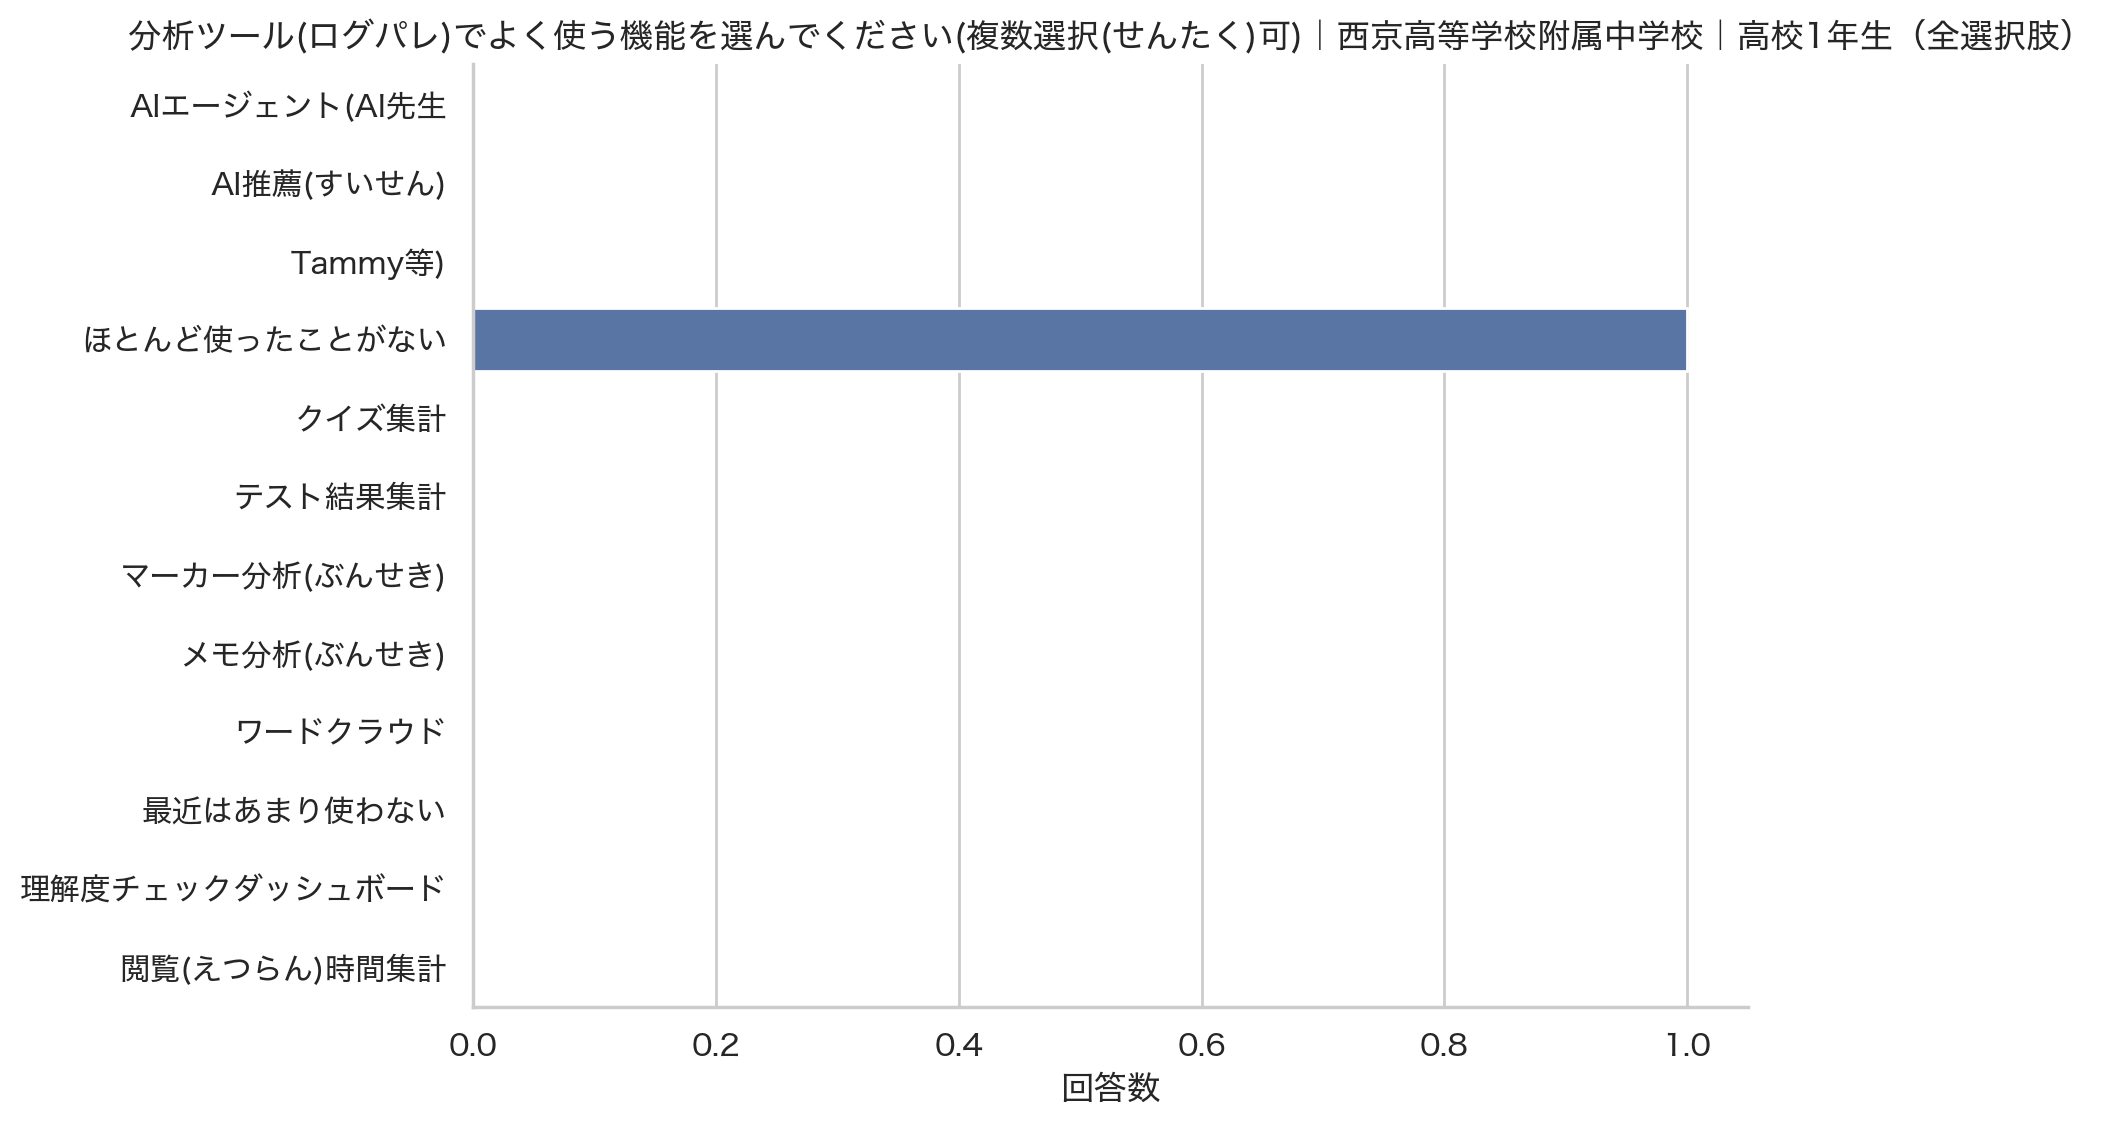 分析ツール(ログパレ)でよく使う機能を選んでください(複数選択(せんたく)可)｜西京高等学校附属中学校｜高校1年生（全選択肢）
AIエージェント(AI先生
AI推薦(すいせん)
Tammy等)
ほとんど使ったことがない
クイズ集計
テスト結果集計
マーカー分析(ぶんせき)
メモ分析(ぶんせき)
ワードクラウド
最近はあまり使わない
理解度チェックダッシュボード
閲覧(えつらん)時間集計
0.0 0.2 0.4 0.6 0.8 1.0
回答数